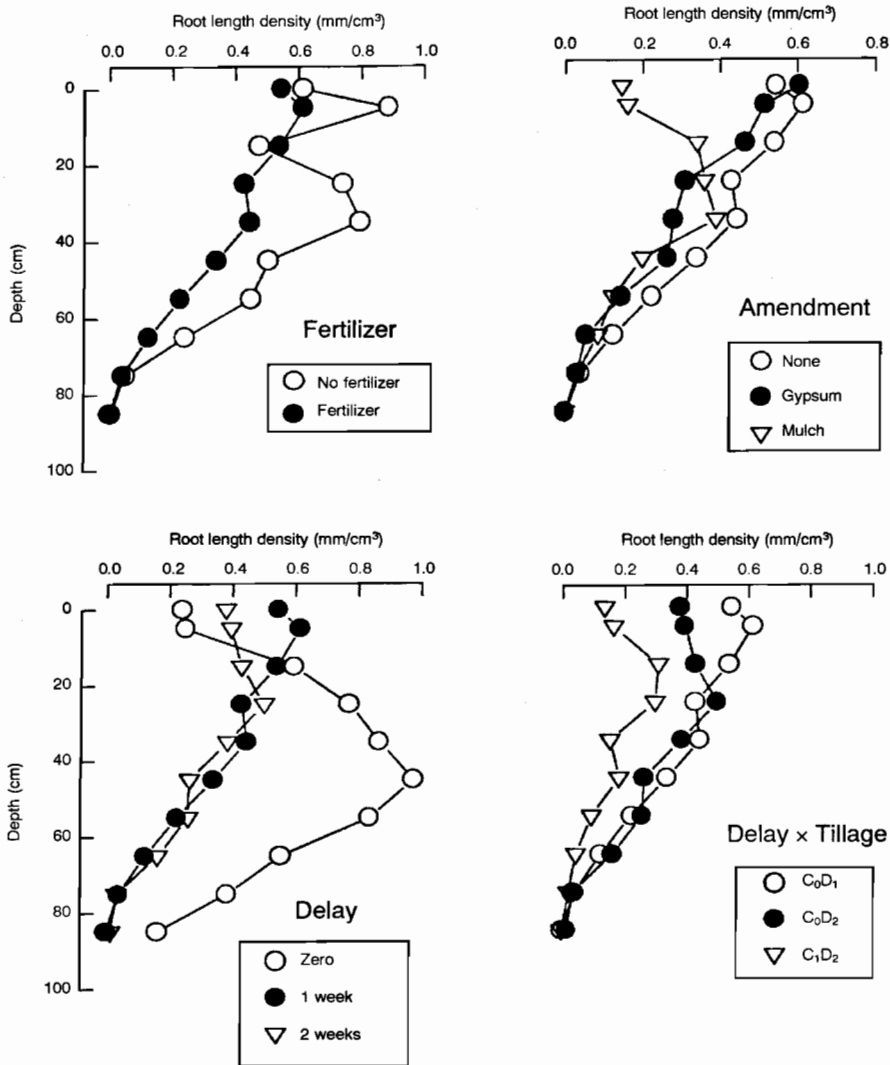 Root length density (mm/cm³)
0.0 0.2 0.4 0.6 0.8 1.0
0
20
40
60
80
100
Depth (cm)
Fertilizer
No fertilizer
Fertilizer
Root length density (mm/cm³)
0.0 0.2 0.4 0.6 0.8
Amendment
None
Gypsum
Mulch
Root length density (mm/cm³)
0.0 0.2 0.4 0.6 0.8 1.0
0
20
40
60
80
100
Depth (cm)
Delay
Zero
1 week
2 weeks
Root length density (mm/cm³)
0.0 0.2 0.4 0.6 0.8 1.0
Delay × Tillage
C₀D₁
C₀D₂
C₁D₂